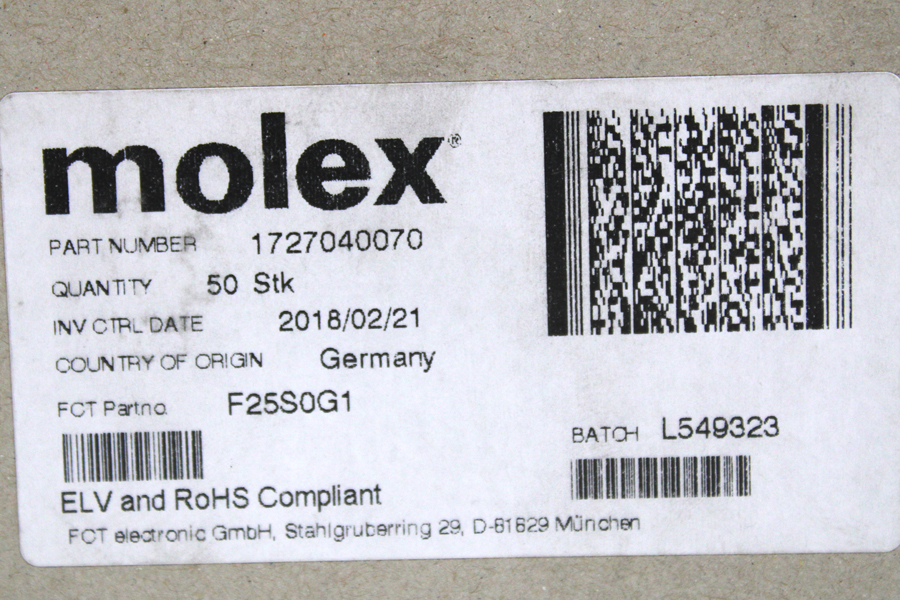 molex®
PART NUMBER 1727040070
QUANTITY 50 Stk
INV CTRL DATE 2018/02/21
COUNTRY OF ORIGIN Germany
FCT Partno. F25S0G1
BATCH L549323
ELV and RoHS Compliant
FCT electronic GmbH, Stahlgruberring 29, D-81829 München